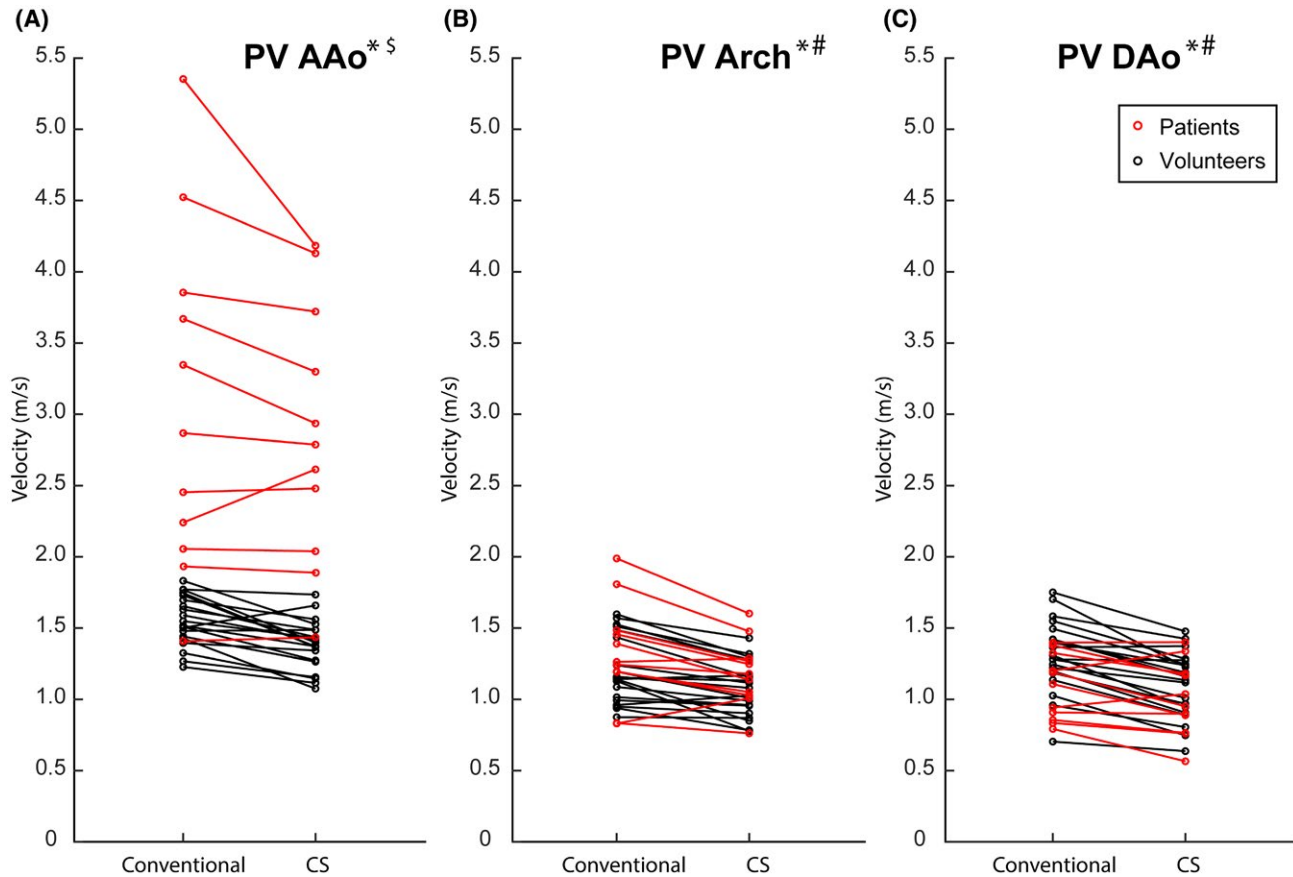 (A)
PV AAo* $
5.5
5.0
4.5
4.0
3.5
3.0
2.5
2.0
1.5
1.0
0.5
0
Velocity (m/s)
Conventional CS
(B)
PV Arch*#
5.5
5.0
4.5
4.0
3.5
3.0
2.5
2.0
1.5
1.0
0.5
0
Velocity (m/s)
Conventional CS
(C)
PV DAo*#
5.5
5.0
4.5
4.0
3.5
3.0
2.5
2.0
1.5
1.0
0.5
0
Velocity (m/s)
Conventional CS
Patients
Volunteers